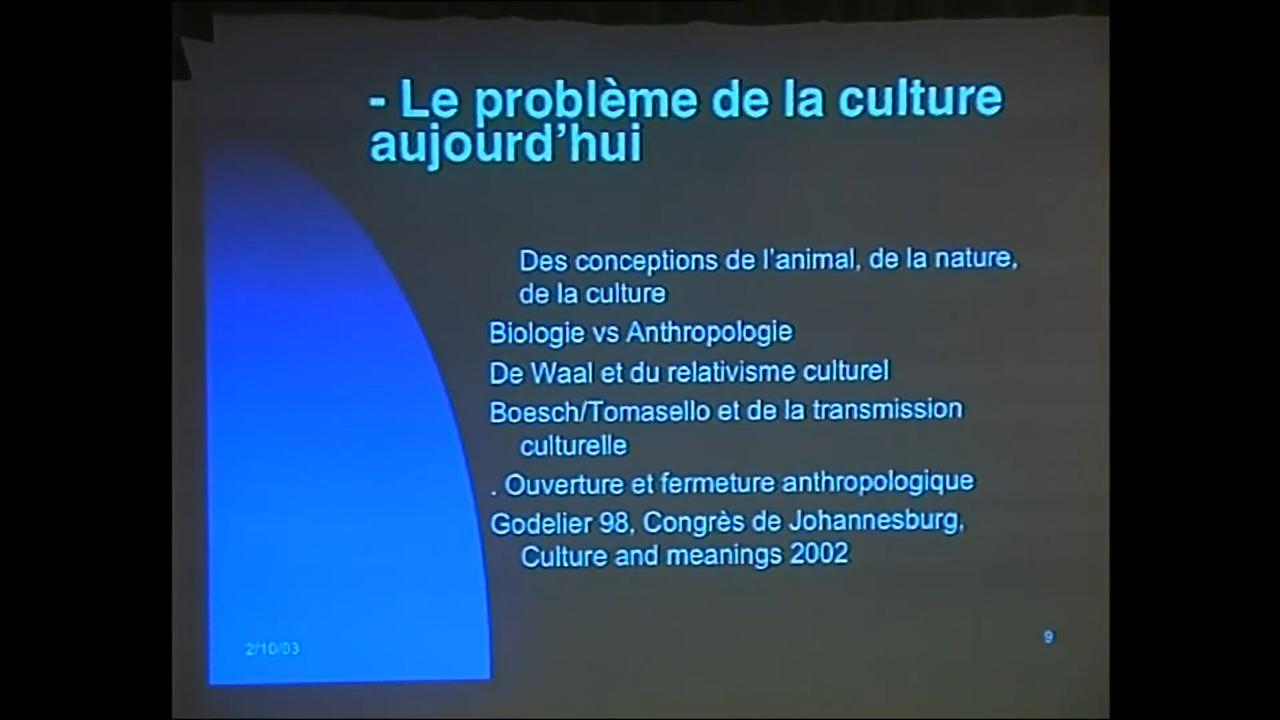 - Le problème de la culture
aujourd'hui
Des conceptions de l'animal, de la nature,
de la culture
Biologie vs Anthropologie
De Waal et du relativisme culturel
Boesch/Tomasello et de la transmission
culturelle
. Ouverture et fermeture anthropologique
Godelier 98, Congrès de Johannesburg,
Culture and meanings 2002
2/10/03
9